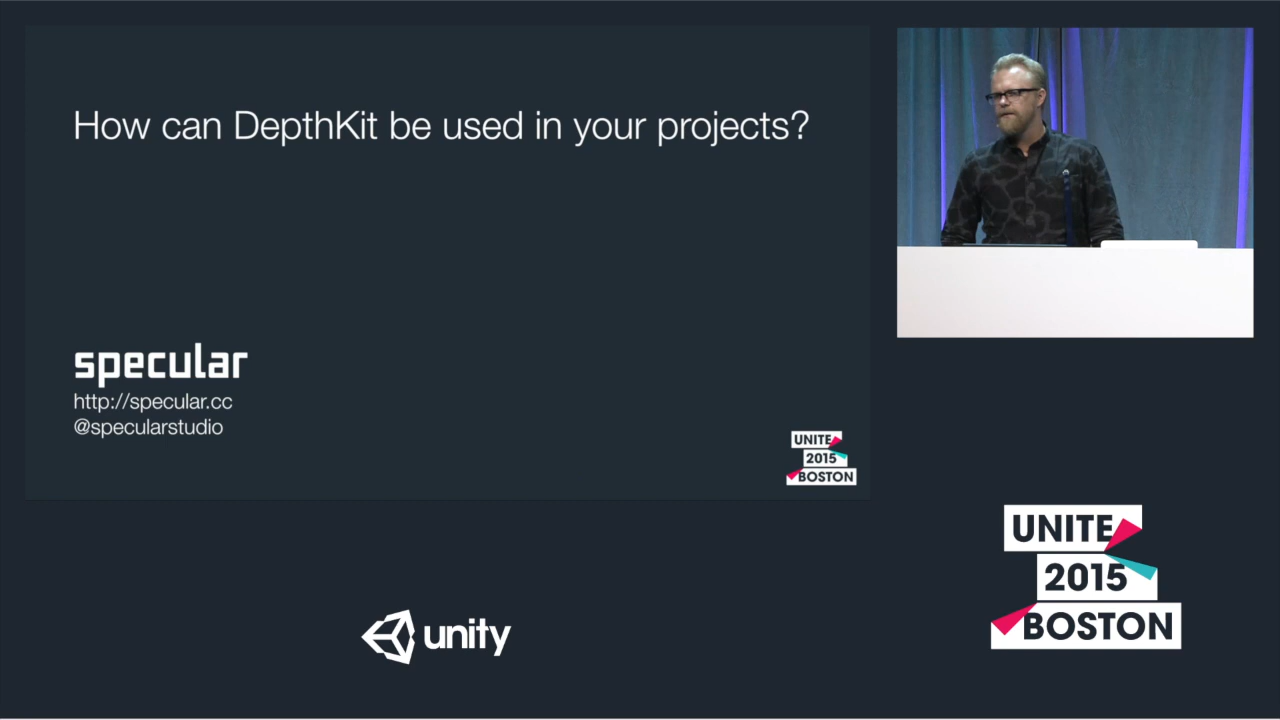 How can DepthKit be used in your projects?
specular
http://specular.cc
@specularstudio
UNITE
2015
BOSTON
UNITE
2015
BOSTON
unity